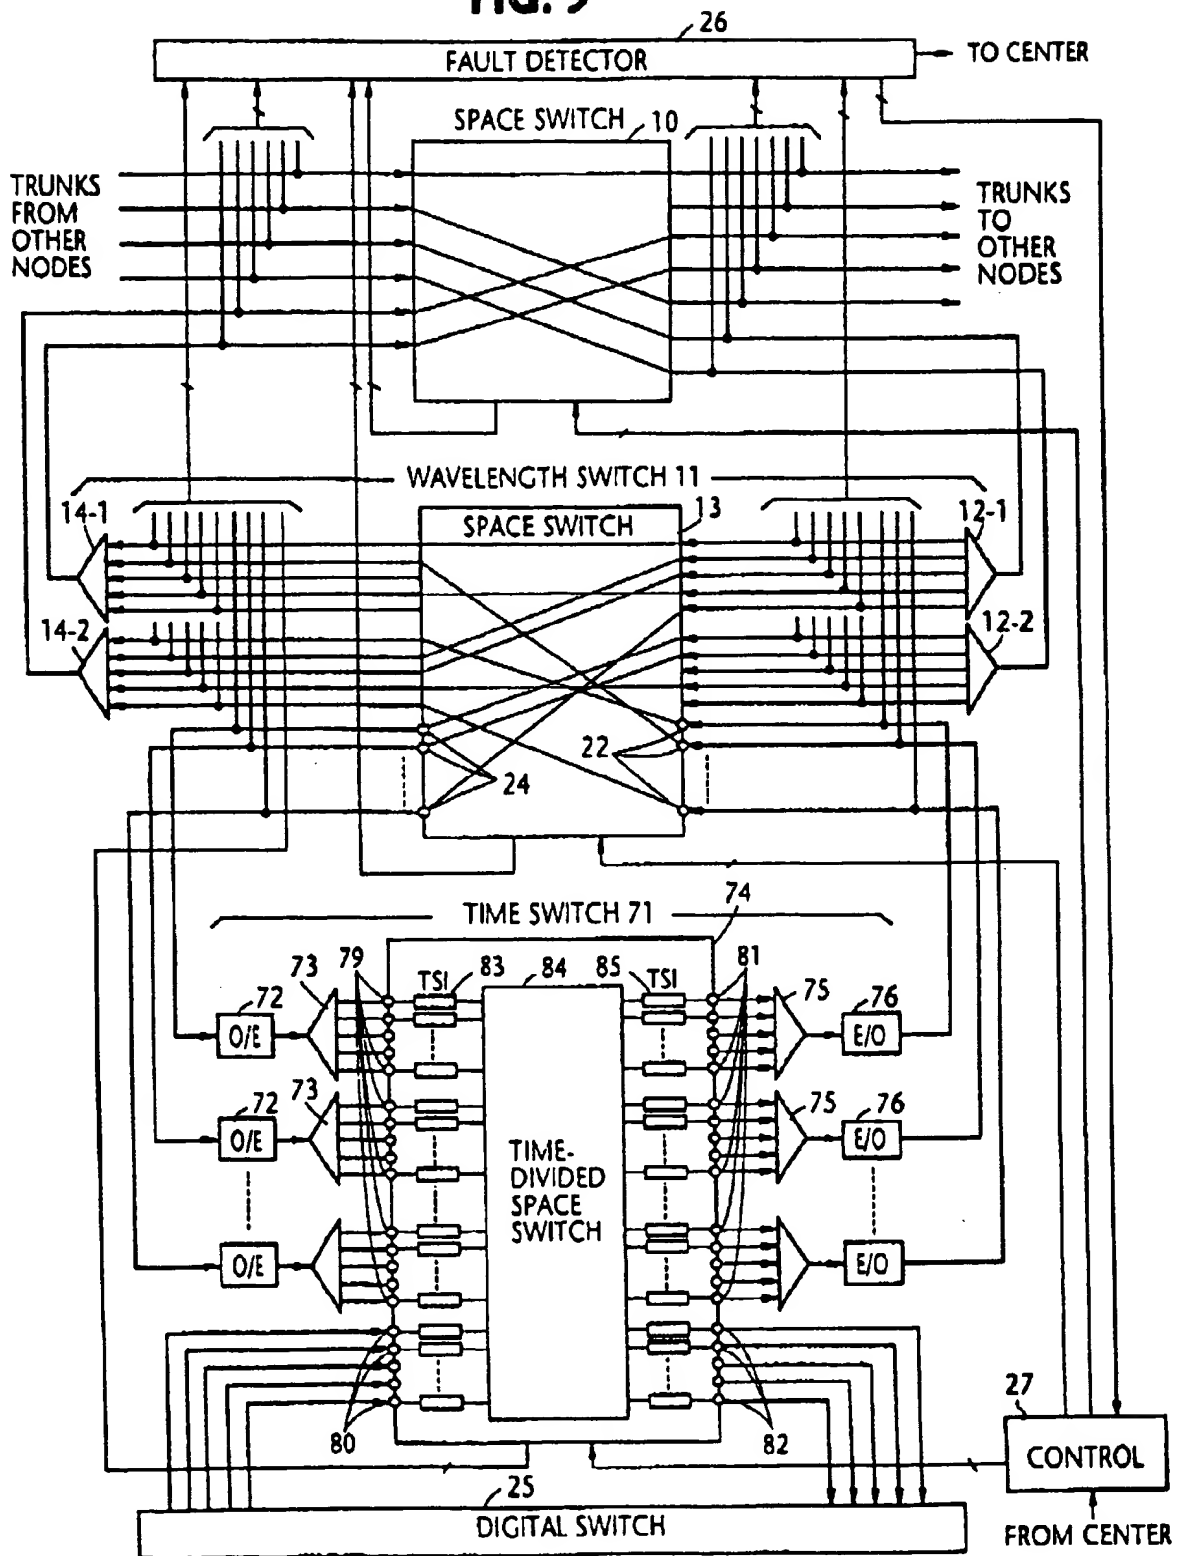 FIG. 9
26
FAULT DETECTOR
TO CENTER
SPACE SWITCH
10
TRUNKS
FROM
OTHER
NODES
TRUNKS
TO
OTHER
NODES
WAVELENGTH SWITCH 11
14-1
SPACE SWITCH
13
12-1
14-2
12-2
22
24
TIME SWITCH 71
74
79
TSI
83
84
85
TSI
81
73
75
72
76
O/E
E/O
73
75
72
76
O/E
E/O
TIME-
DIVIDED
SPACE
SWITCH
O/E
E/O
80
82
27
CONTROL
25
DIGITAL SWITCH
FROM CENTER